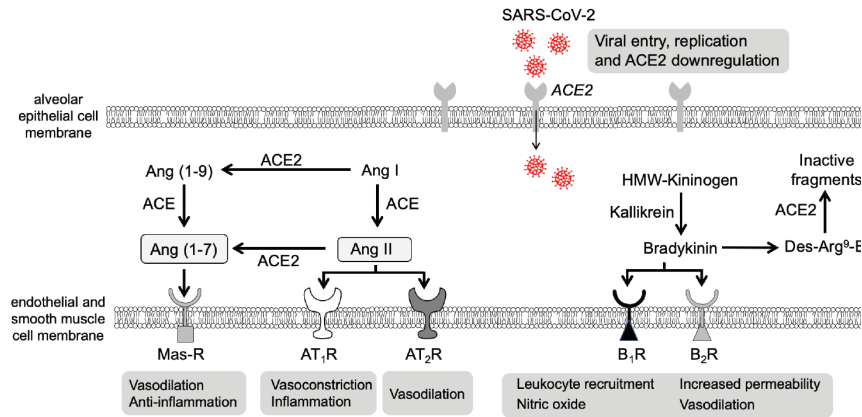 SARS-CoV-2
Viral entry, replication
and ACE2 downregulation
ACE2
alveolar
epithelial cell
membrane
Ang (1-9)
ACE2
Ang I
ACE
ACE
Ang (1-7)
ACE2
Ang II
HMW-Kininogen
Kallikrein
Bradykinin
Inactive
fragments
ACE2
Des-Arg⁹-B
endothelial and
smooth muscle
cell membrane
Mas-R
AT₁R
AT₂R
B₁R
B₂R
Vasodilation
Anti-inflammation
Vasoconstriction
Inflammation
Vasodilation
Leukocyte recruitment
Nitric oxide
Increased permeability
Vasodilation